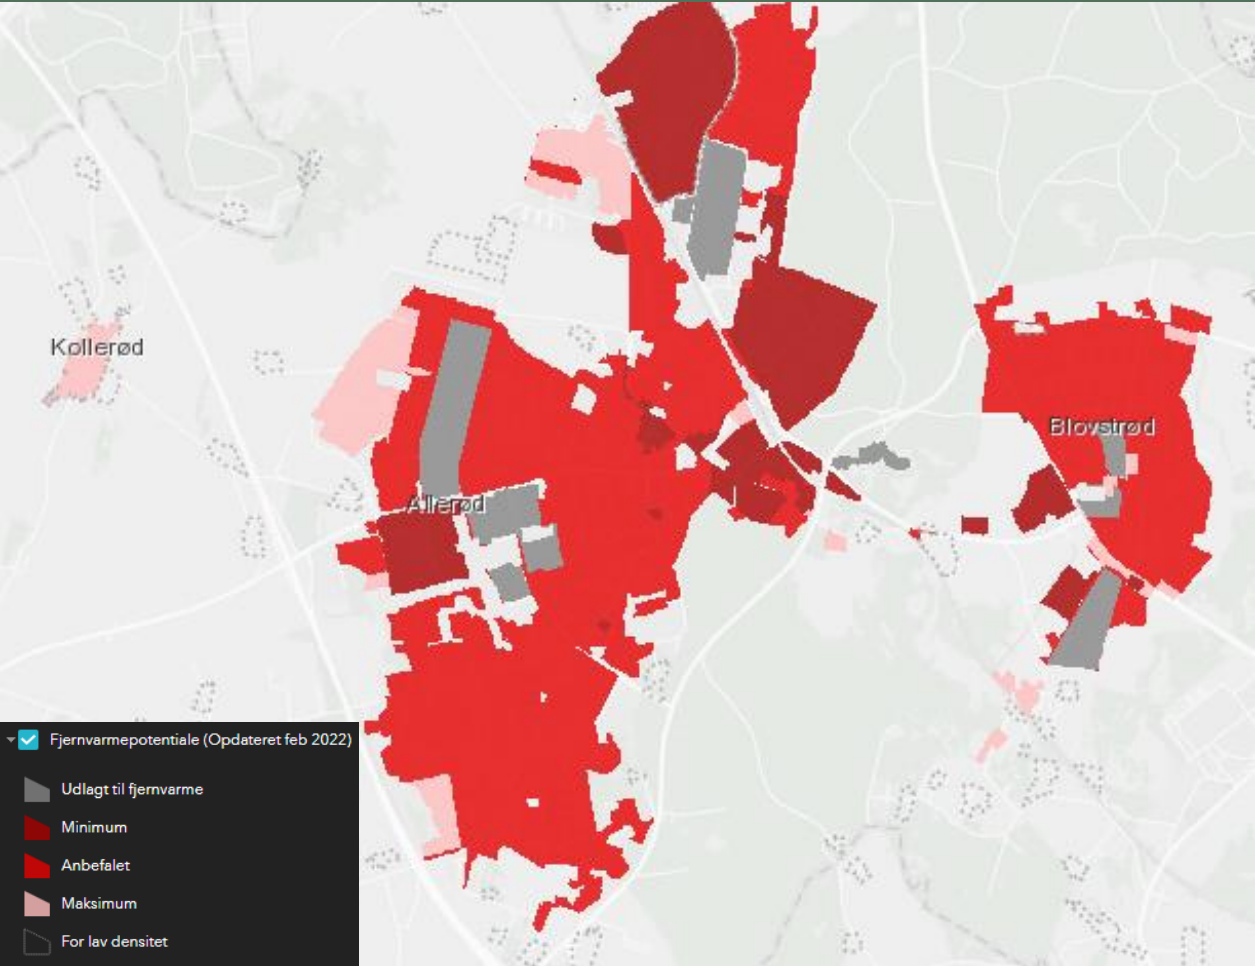 Kollerød
Blovstrød
Allerød
Fjernvarmepotentiale (Opdateret feb 2022)
Udlagt til fjernvarme
Minimum
Anbefalet
Maksimum
For lav densitet